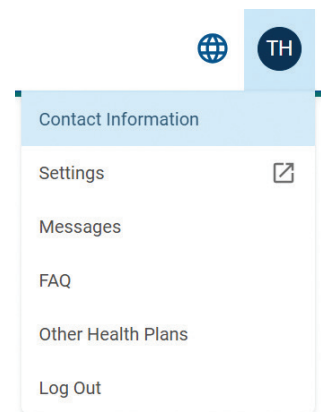 TH
Contact Information
Settings
Messages
FAQ
Other Health Plans
Log Out